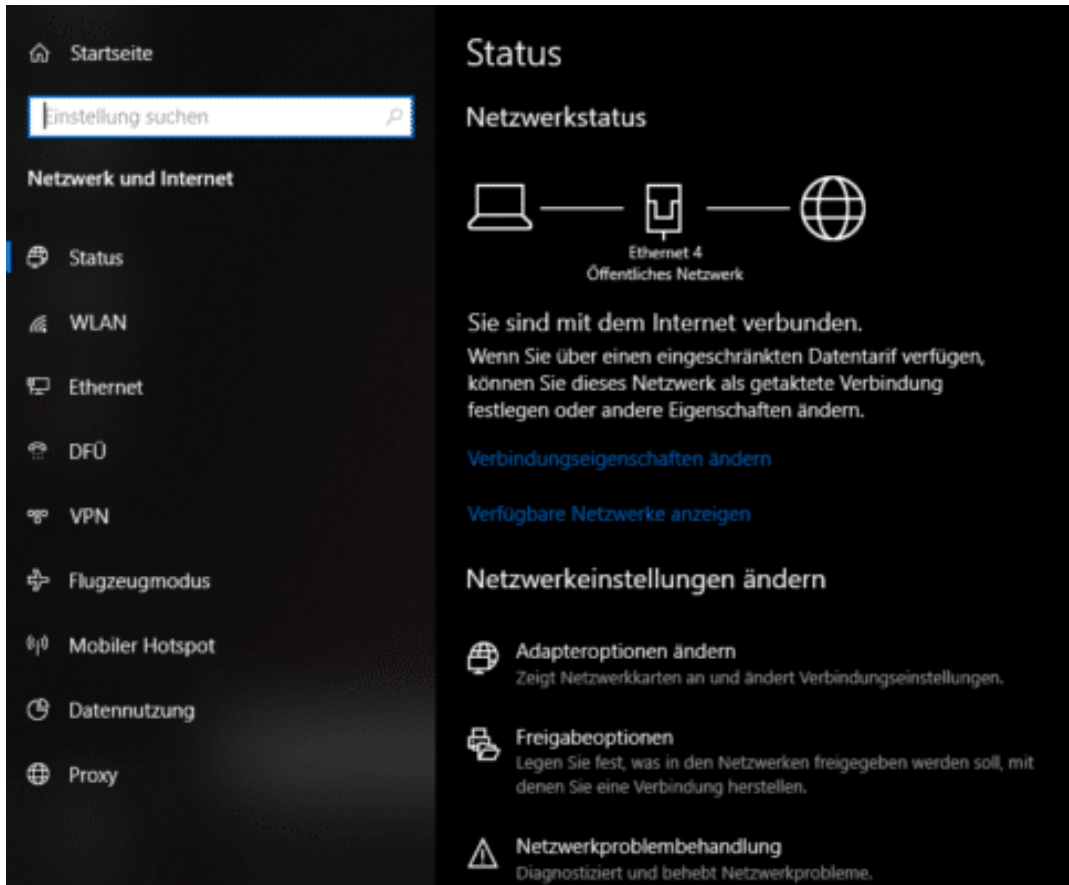 Startseite
Einstellung suchen
Netzwerk und Internet
Status
WLAN
Ethernet
DFÜ
VPN
Flugzeugmodus
Mobiler Hotspot
Datennutzung
Proxy
Status
Netzwerkstatus
Ethernet 4
Öffentliches Netzwerk
Sie sind mit dem Internet verbunden.
Wenn Sie über einen eingeschränkten Datentarif verfügen,
können Sie dieses Netzwerk als getaktete Verbindung
festlegen oder andere Eigenschaften ändern.
Verbindungseigenschaften ändern
Verfügbare Netzwerke anzeigen
Netzwerkeinstellungen ändern
Adapteroptionen ändern
Zeigt Netzwerkkarten an und ändert Verbindungseinstellungen.
Freigabeoptionen
Legen Sie fest, was in den Netzwerken freigegeben werden soll, mit
denen Sie eine Verbindung herstellen.
Netzwerkproblembehandlung
Diagnostiziert und behebt Netzwerkprobleme.